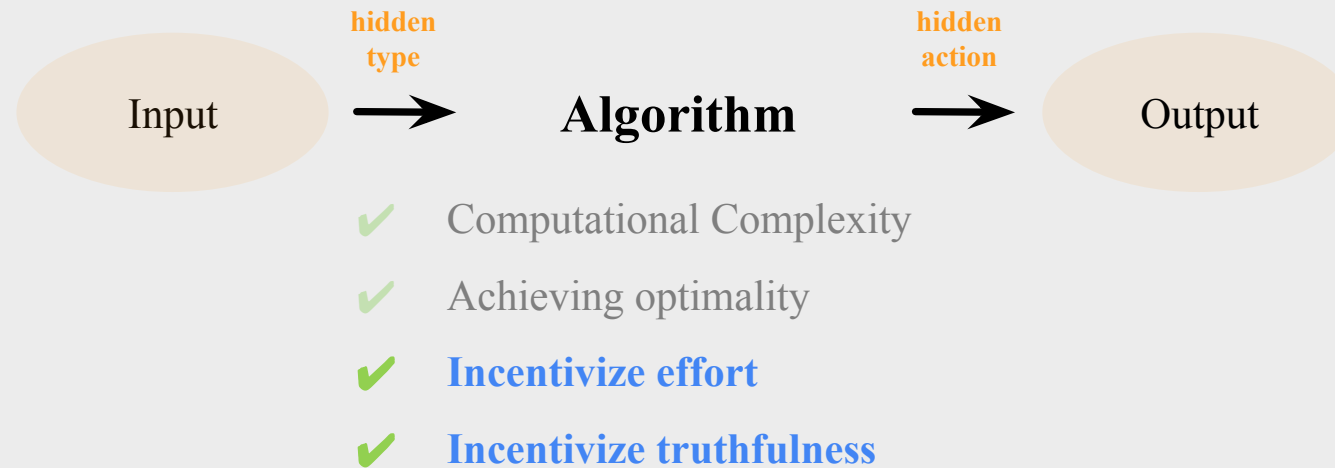 hidden
type
hidden
action
Input
Algorithm
Output
✔ Computational Complexity
✔ Achieving optimality
✔ Incentivize effort
✔ Incentivize truthfulness